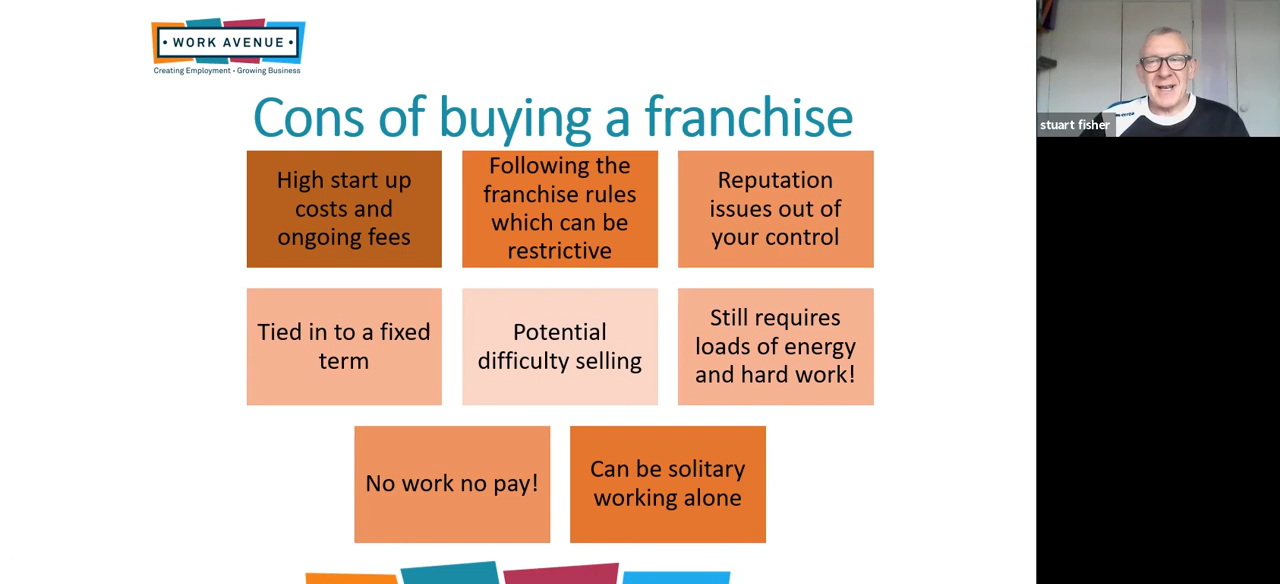 • WORK AVENUE •
Creating Employment • Growing Business
stuart fisher
Cons of buying a franchise
High start up
costs and
ongoing fees
Following the
franchise rules
which can be
restrictive
Reputation
issues out of
your control
Tied in to a fixed
term
Potential
difficulty selling
Still requires
loads of energy
and hard work!
No work no pay!
Can be solitary
working alone